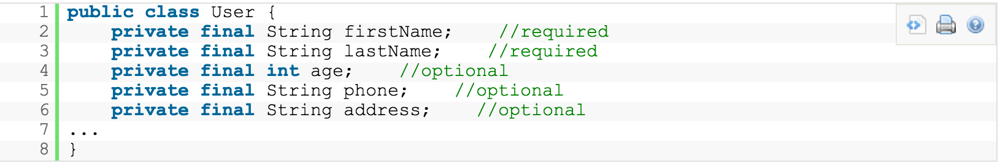 1 public class User {
2     private final String firstName;    //required
3     private final String lastName;    //required
4     private final int age;    //optional
5     private final String phone;    //optional
6     private final String address;    //optional
7 ...
8 }